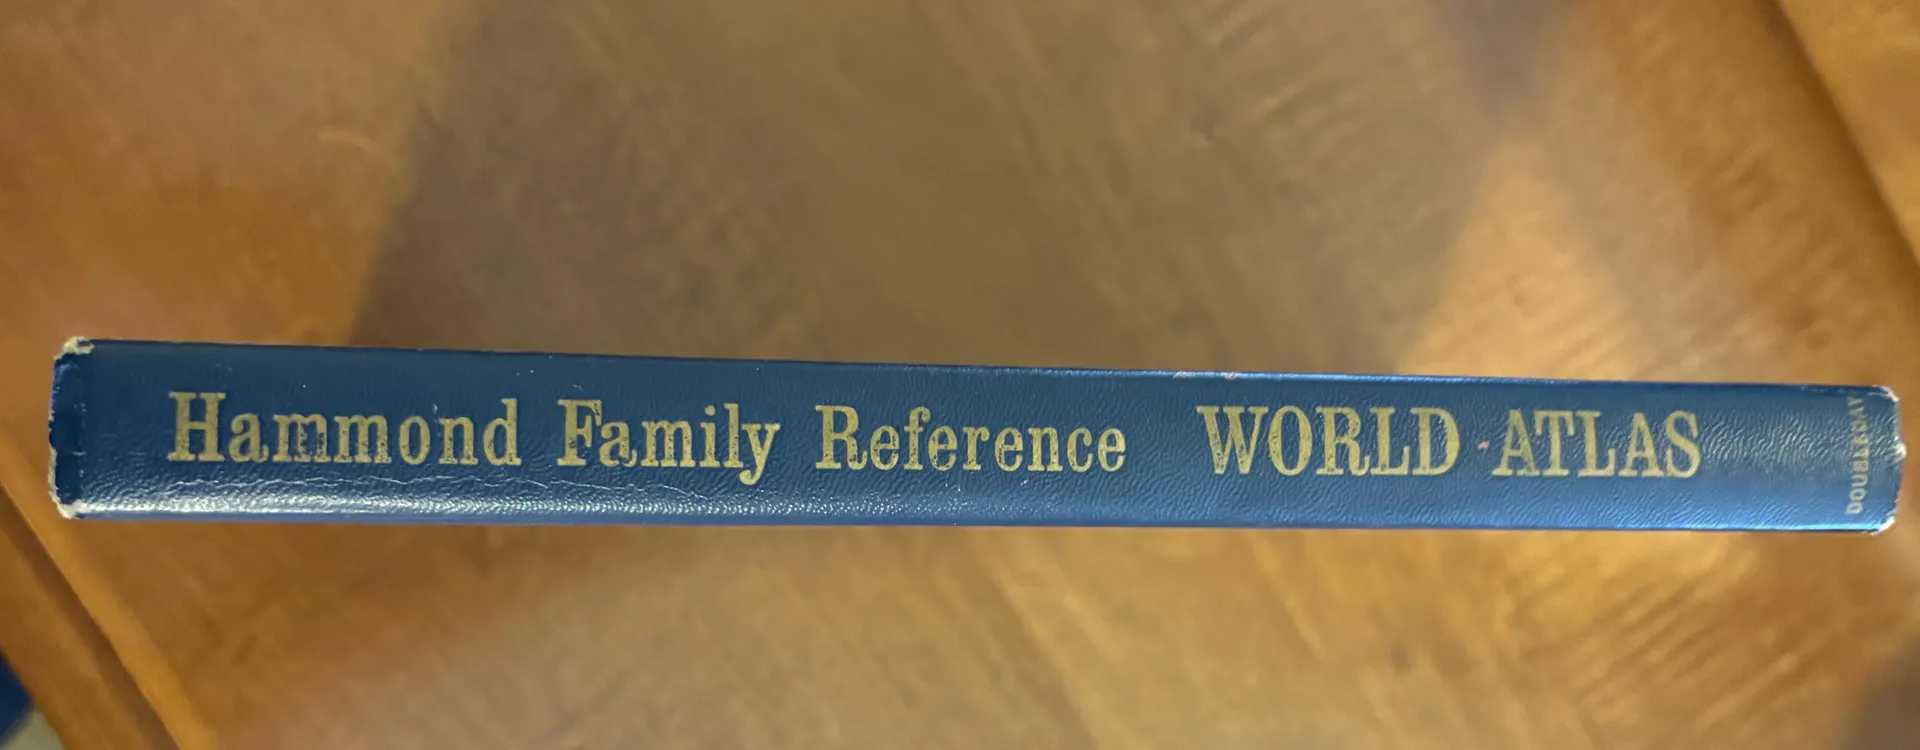 Hammond Family Reference WORLD ATLAS
DOUBLEDAY